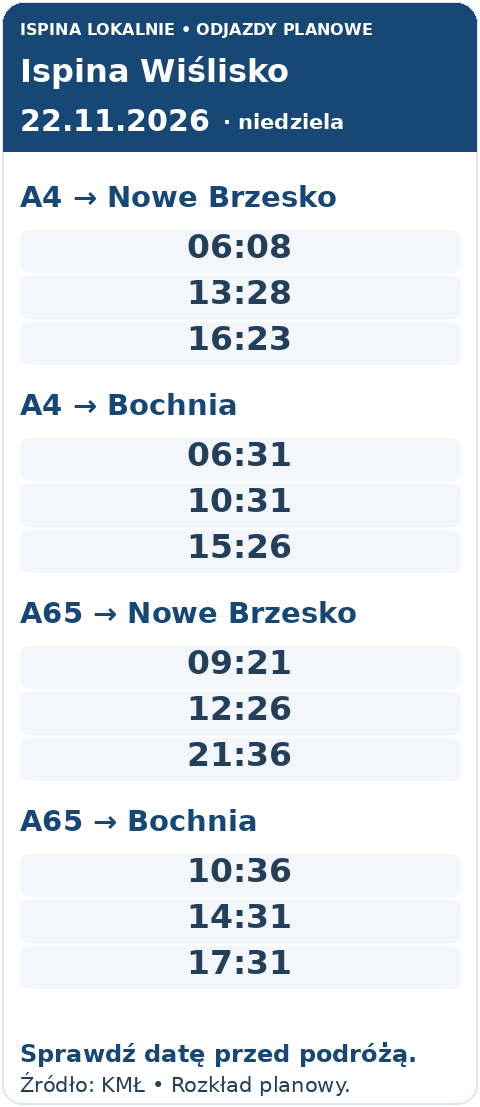 ISPINA LOKALNIE • ODJAZDY PLANOWE
Ispina Wiślisko
22.11.2026 · niedziela
A4 → Nowe Brzesko
06:08
13:28
16:23
A4 → Bochnia
06:31
10:31
15:26
A65 → Nowe Brzesko
09:21
12:26
21:36
A65 → Bochnia
10:36
14:31
17:31
Sprawdź datę przed podróżą.
Źródło: KMŁ • Rozkład planowy.